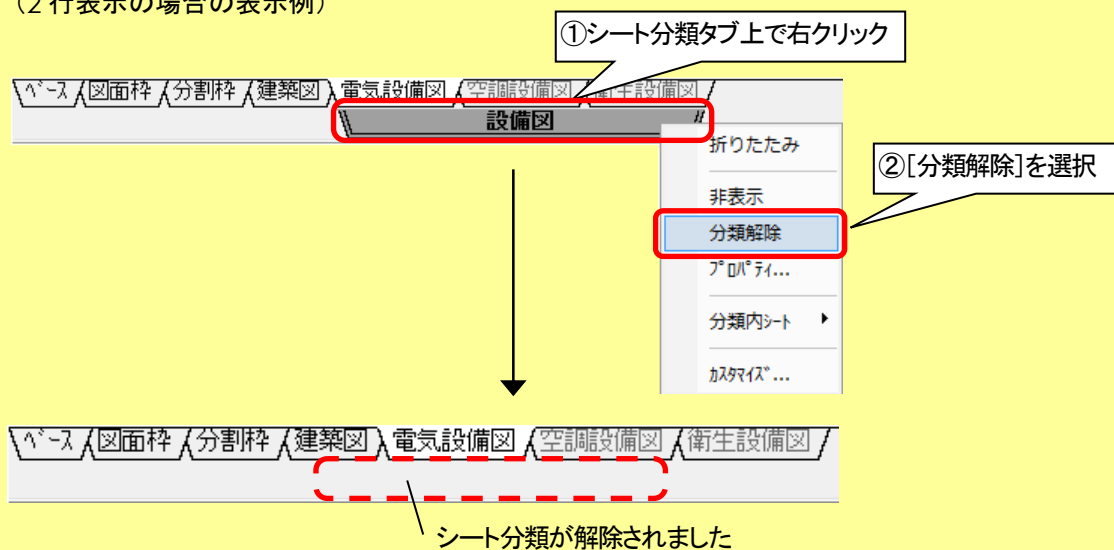 （2行表示の場合の表示例）
①シート分類タブ上で右クリック
ﾍﾞｰｽ 図面枠 分割枠 建築図 電気設備図 空調設備図 衛生設備図
設備図
折りたたみ
②[分類解除]を選択
非表示
分類解除
ﾌﾟﾛﾊﾟﾃｨ...
分類内ｼｰﾄ
ｶｽﾀﾏｲｽﾞ...
ﾍﾞｰｽ 図面枠 分割枠 建築図 電気設備図 空調設備図 衛生設備図
シート分類が解除されました